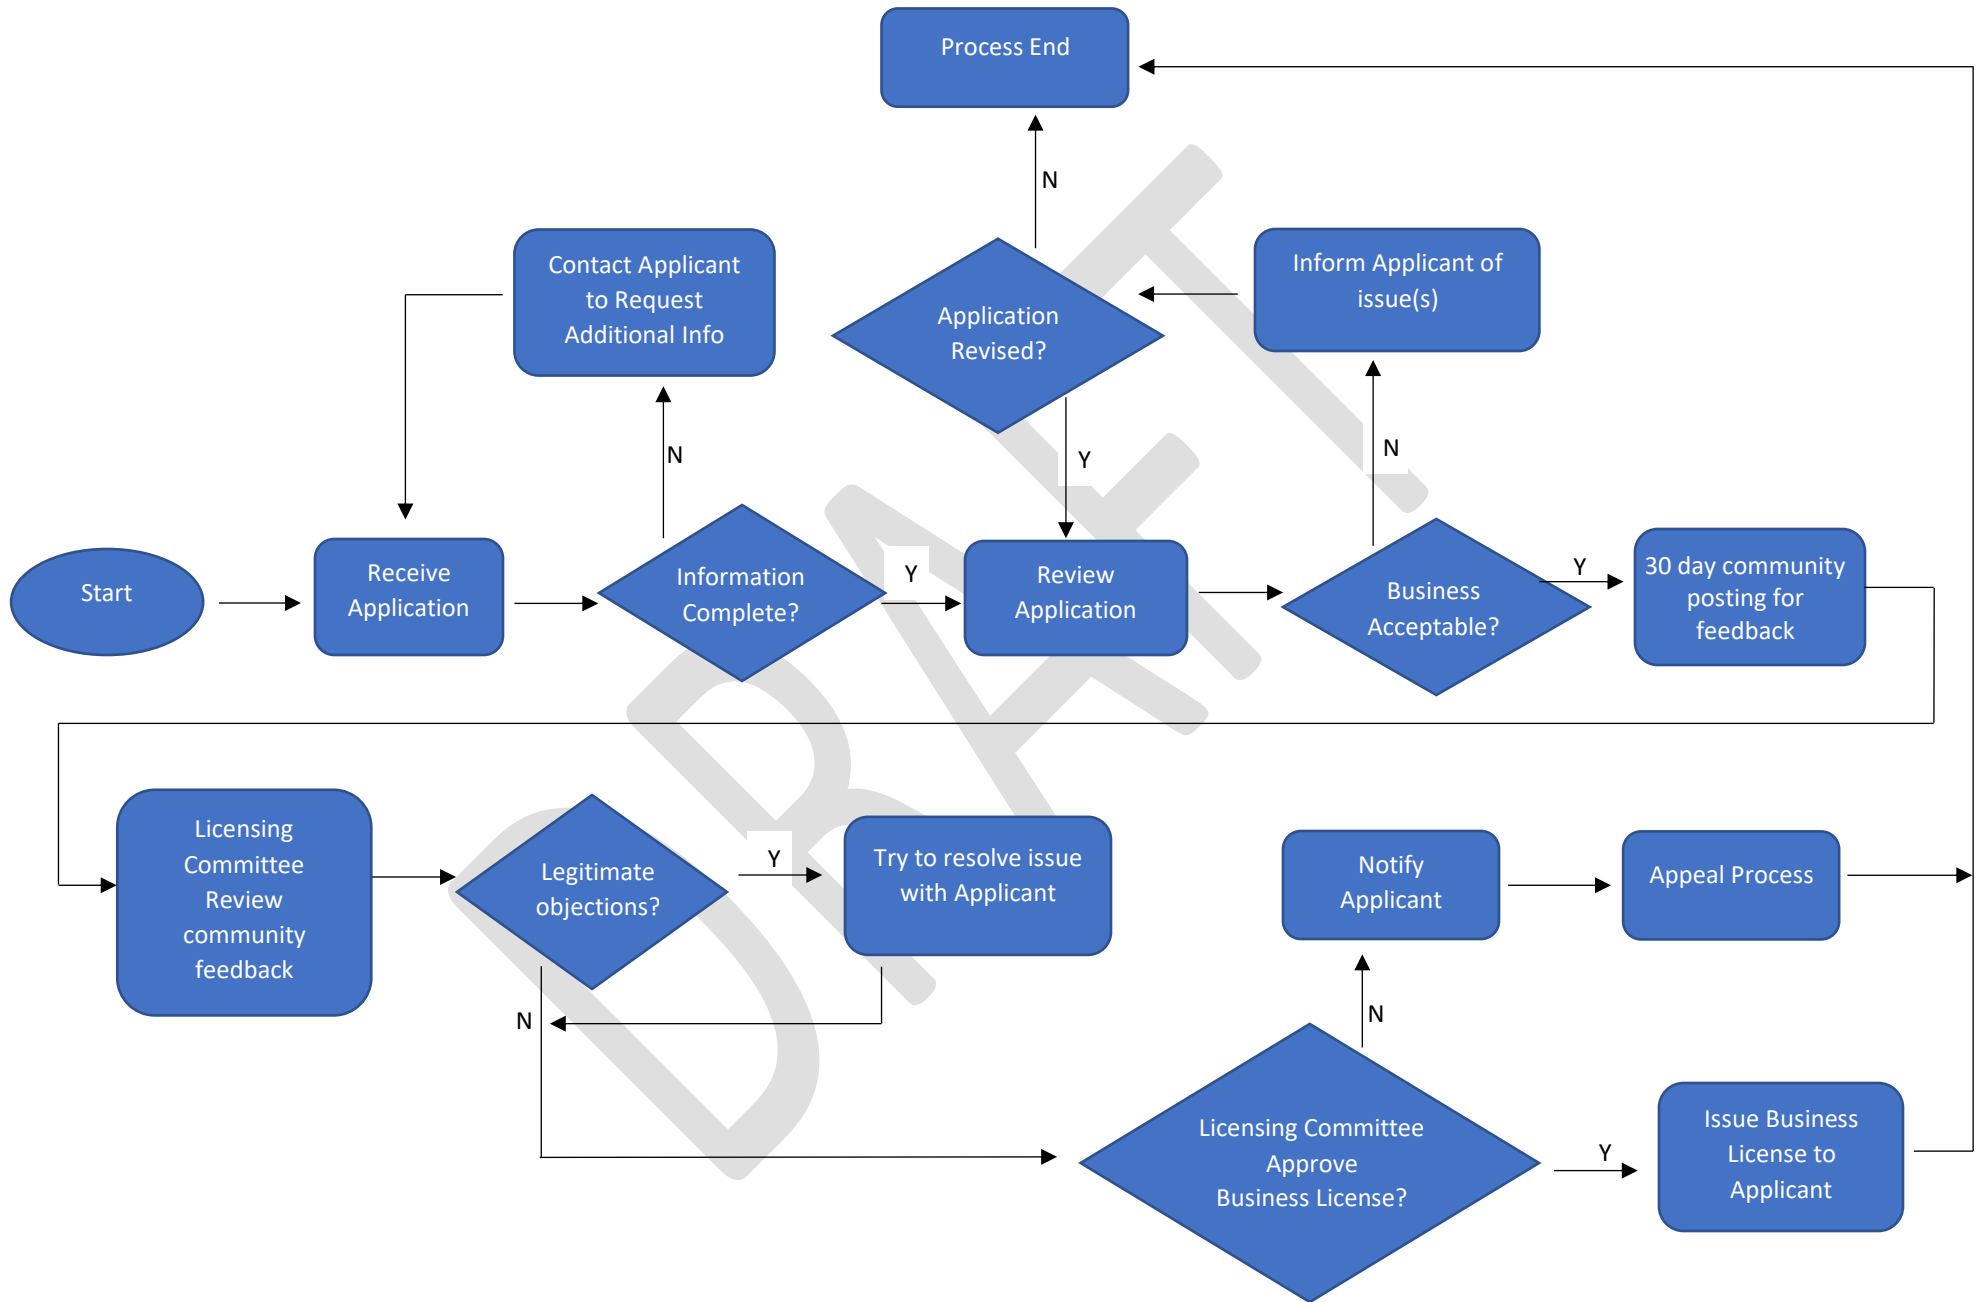 Process End
N
Contact Applicant
to Request
Additional Info
Application
Revised?
Inform Applicant of
issue(s)
N
Y
N
Start
Receive
Application
Information
Complete?
Y
Review
Application
Business
Acceptable?
Y
30 day community
posting for
feedback
Licensing
Committee
Review
community
feedback
Legitimate
objections?
Y
Try to resolve issue
with Applicant
Notify
Applicant
Appeal Process
N
N
Licensing Committee
Approve
Business License?
Y
Issue Business
License to
Applicant
DRAFT